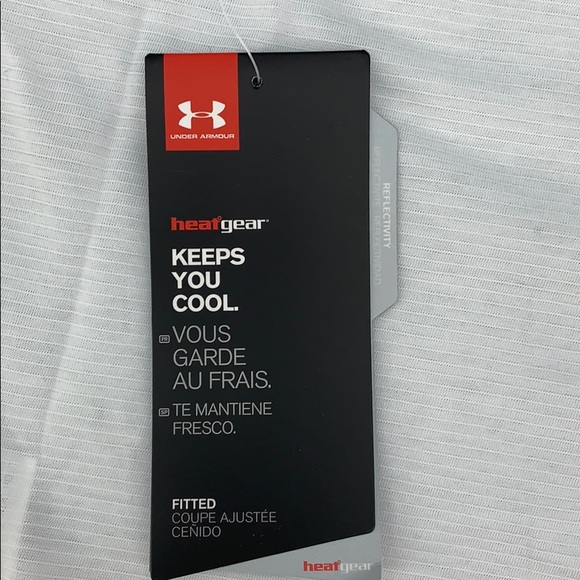 UNDER ARMOUR
heatgear®
KEEPS
YOU
COOL.
FR VOUS
GARDE
AU FRAIS.
SP TE MANTIENE
FRESCO.
FITTED
COUPE AJUSTÉE
CEÑIDO
heatgear
REFLECTIVITY